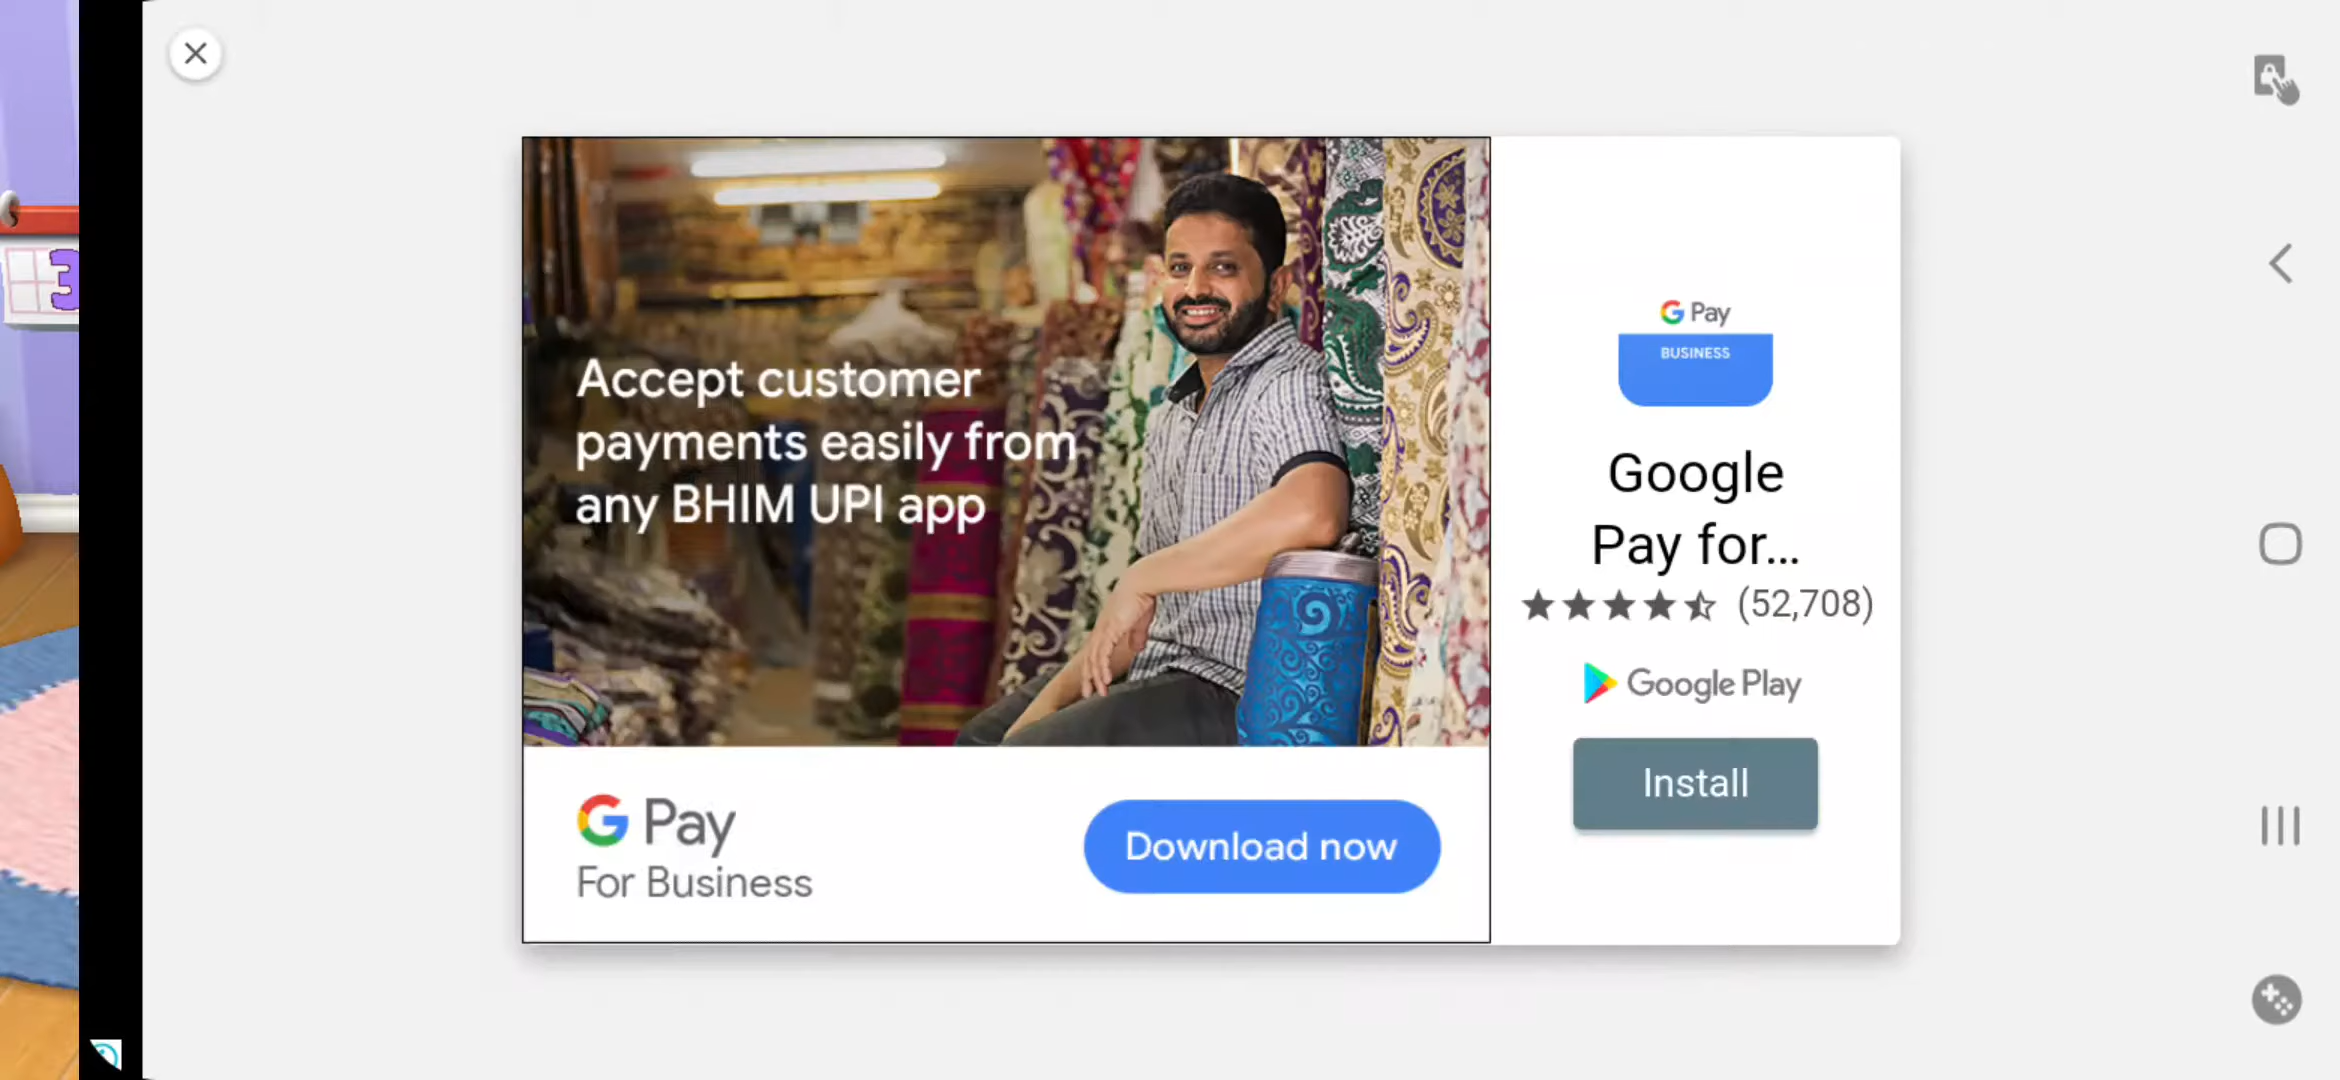 3
Accept customer
payments easily from
any BHIM UPI app
G Pay
For Business
Download now
G Pay
BUSINESS
Google
Pay for...
(52,708)
Google Play
Install